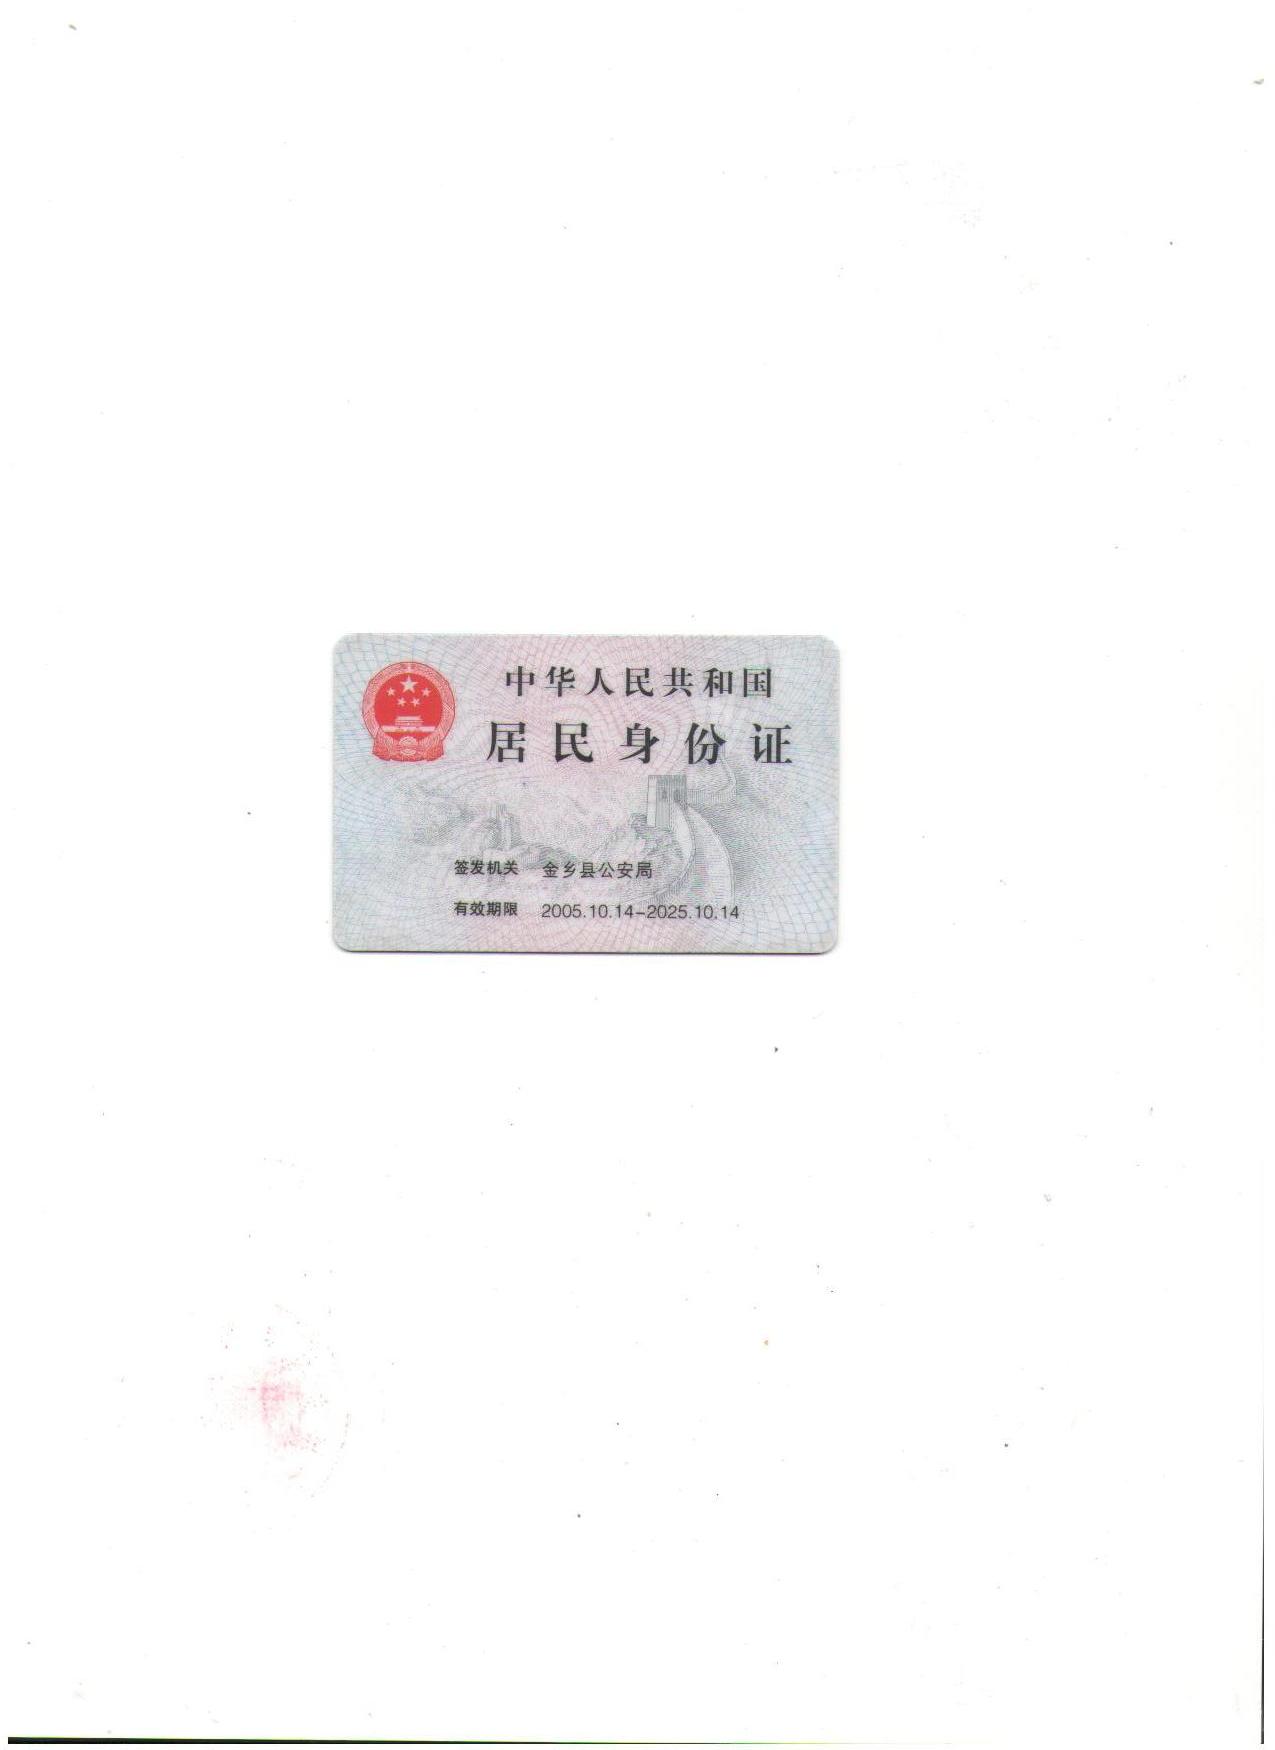 中华人民共和国
居民身份证
签发机关 金乡县公安局
有效期限 2005.10.14-2025.10.14